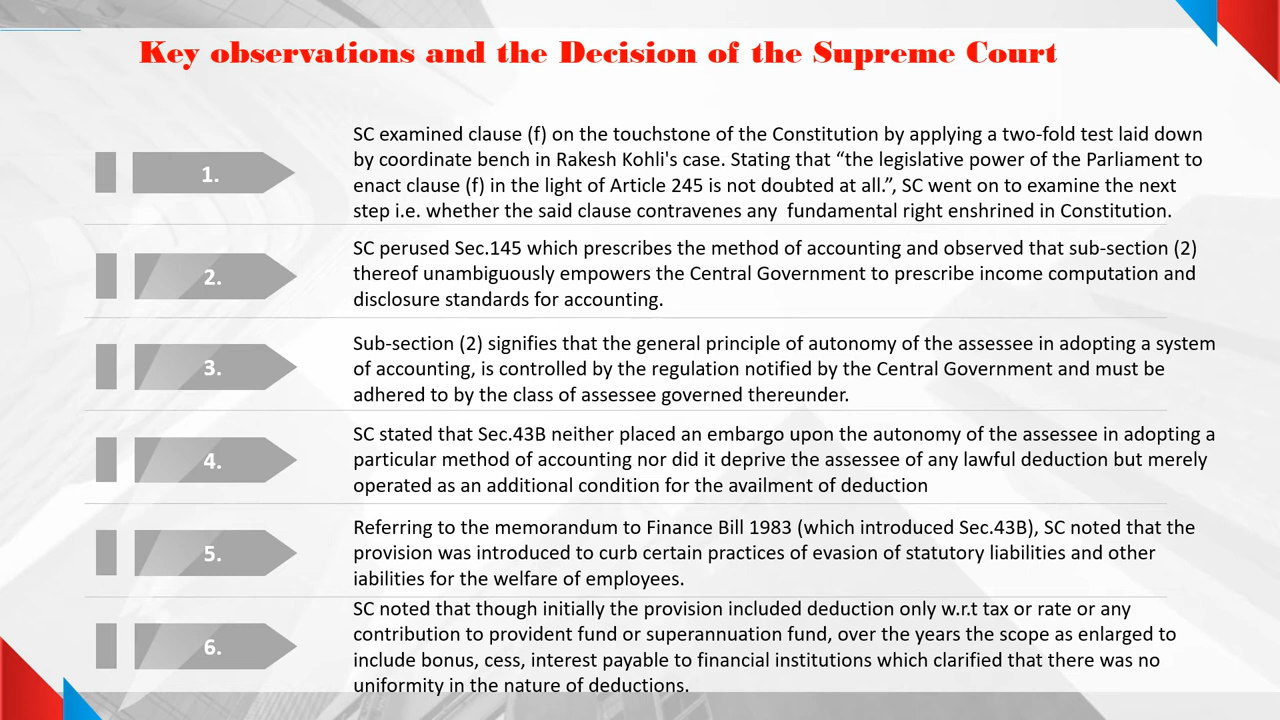 Key observations and the Decision of the Supreme Court
1.
SC examined clause (f) on the touchstone of the Constitution by applying a two-fold test laid down
by coordinate bench in Rakesh Kohli's case. Stating that “the legislative power of the Parliament to
enact clause (f) in the light of Article 245 is not doubted at all.”, SC went on to examine the next
step i.e. whether the said clause contravenes any  fundamental right enshrined in Constitution.
2.
SC perused Sec.145 which prescribes the method of accounting and observed that sub-section (2)
thereof unambiguously empowers the Central Government to prescribe income computation and
disclosure standards for accounting.
3.
Sub-section (2) signifies that the general principle of autonomy of the assessee in adopting a system
of accounting, is controlled by the regulation notified by the Central Government and must be
adhered to by the class of assessee governed thereunder.
4.
SC stated that Sec.43B neither placed an embargo upon the autonomy of the assessee in adopting a
particular method of accounting nor did it deprive the assessee of any lawful deduction but merely
operated as an additional condition for the availment of deduction
5.
Referring to the memorandum to Finance Bill 1983 (which introduced Sec.43B), SC noted that the
provision was introduced to curb certain practices of evasion of statutory liabilities and other
iabilities for the welfare of employees.
6.
SC noted that though initially the provision included deduction only w.r.t tax or rate or any
contribution to provident fund or superannuation fund, over the years the scope as enlarged to
include bonus, cess, interest payable to financial institutions which clarified that there was no
uniformity in the nature of deductions.